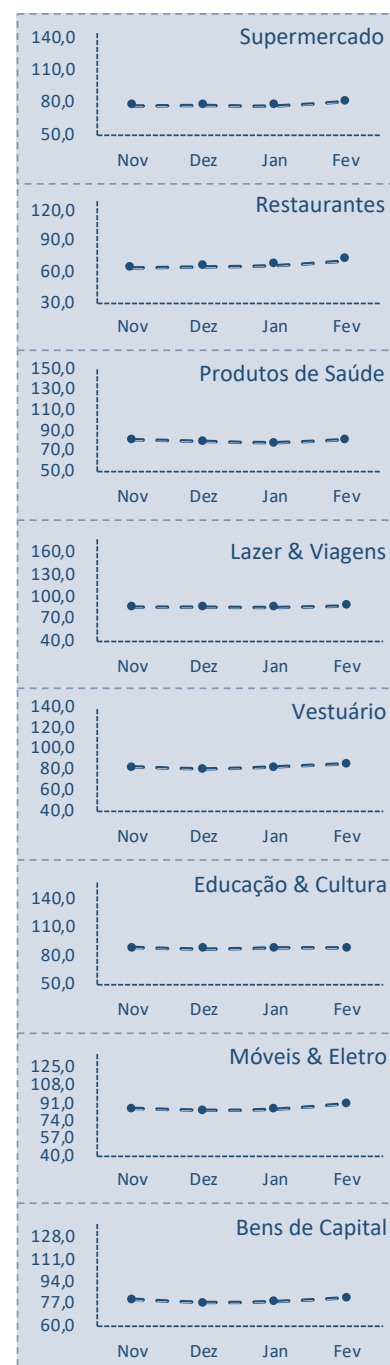 Supermercado
140,0
110,0
80,0
50,0
Nov Dez Jan Fev
Restaurantes
120,0
90,0
60,0
30,0
Nov Dez Jan Fev
Produtos de Saúde
150,0
130,0
110,0
90,0
70,0
50,0
Nov Dez Jan Fev
Lazer & Viagens
160,0
130,0
100,0
70,0
40,0
Nov Dez Jan Fev
Vestuário
140,0
120,0
100,0
80,0
60,0
40,0
Nov Dez Jan Fev
Educação & Cultura
140,0
110,0
80,0
50,0
Nov Dez Jan Fev
Móveis & Eletro
125,0
108,0
91,0
74,0
57,0
40,0
Nov Dez Jan Fev
Bens de Capital
128,0
111,0
94,0
77,0
60,0
Nov Dez Jan Fev